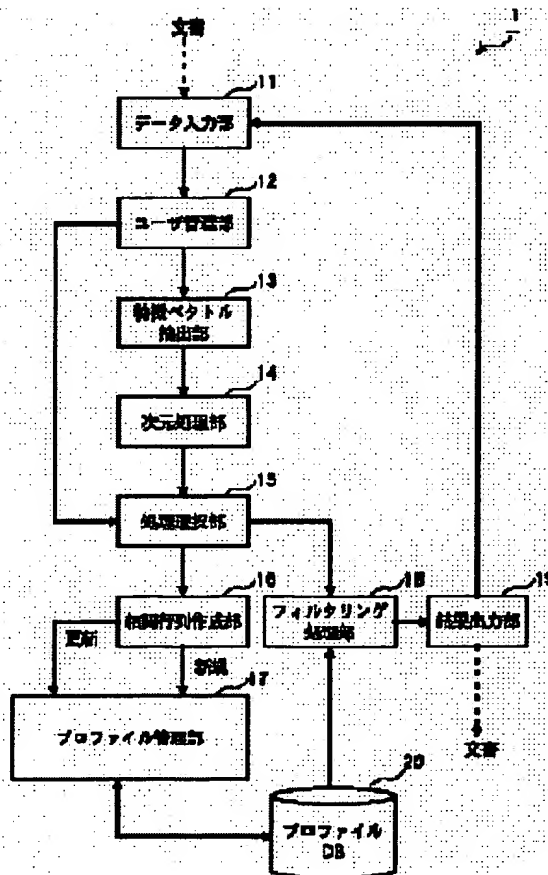 文書
1
11
データ入力部
12
ユーザ管理部
13
特徴ベクトル
抽出部
14
次元処理部
15
処理選択部
16
相関行列作成部
18
フィルタリング
処理部
19
結果出力部
更新
新規
17
プロファイル管理部
文書
20
プロファイル
DB